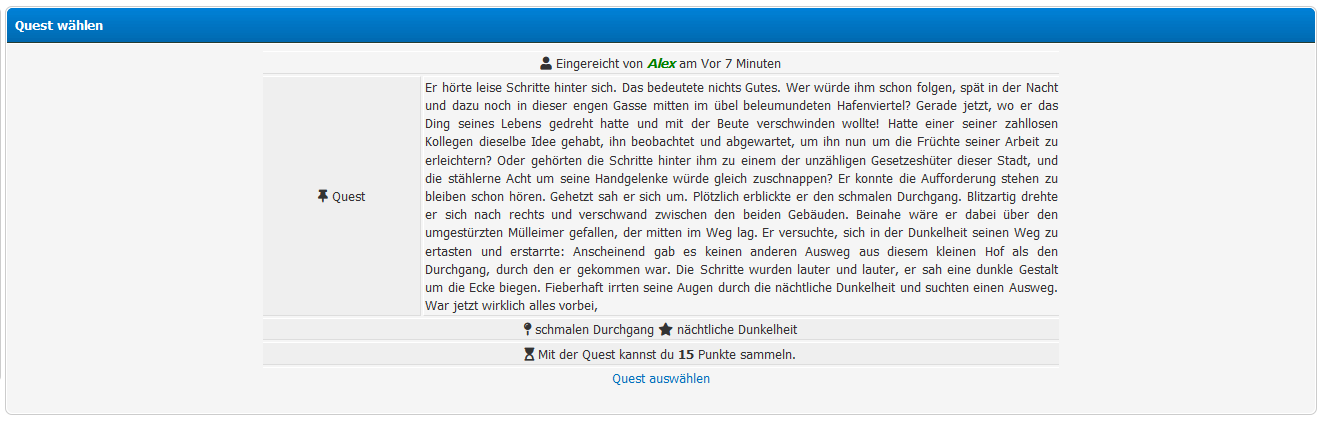 Quest wählen
Eingereicht von Alex am Vor 7 Minuten
Quest
Er hörte leise Schritte hinter sich. Das bedeutete nichts Gutes. Wer würde ihm schon folgen, spät in der Nacht
und dazu noch in dieser engen Gasse mitten im übel beleumundeten Hafenviertel? Gerade jetzt, wo er das
Ding seines Lebens gedreht hatte und mit der Beute verschwinden wollte! Hatte einer seiner zahllosen
Kollegen dieselbe Idee gehabt, ihn beobachtet und abgewartet, um ihn nun um die Früchte seiner Arbeit zu
erleichtern? Oder gehörten die Schritte hinter ihm zu einem der unzähligen Gesetzeshüter dieser Stadt, und
die stählerne Acht um seine Handgelenke würde gleich zuschnappen? Er konnte die Aufforderung stehen zu
bleiben schon hören. Gehetzt sah er sich um. Plötzlich erblickte er den schmalen Durchgang. Blitzartig drehte
er sich nach rechts und verschwand zwischen den beiden Gebäuden. Beinahe wäre er dabei über den
umgestürzten Mülleimer gefallen, der mitten im Weg lag. Er versuchte, sich in der Dunkelheit seinen Weg zu
ertasten und erstarrte: Anscheinend gab es keinen anderen Ausweg aus diesem kleinen Hof als den
Durchgang, durch den er gekommen war. Die Schritte wurden lauter und lauter, er sah eine dunkle Gestalt
um die Ecke biegen. Fieberhaft irrten seine Augen durch die nächtliche Dunkelheit und suchten einen Ausweg.
War jetzt wirklich alles vorbei,
schmalen Durchgang nächtliche Dunkelheit
Mit der Quest kannst du 15 Punkte sammeln.
Quest auswählen